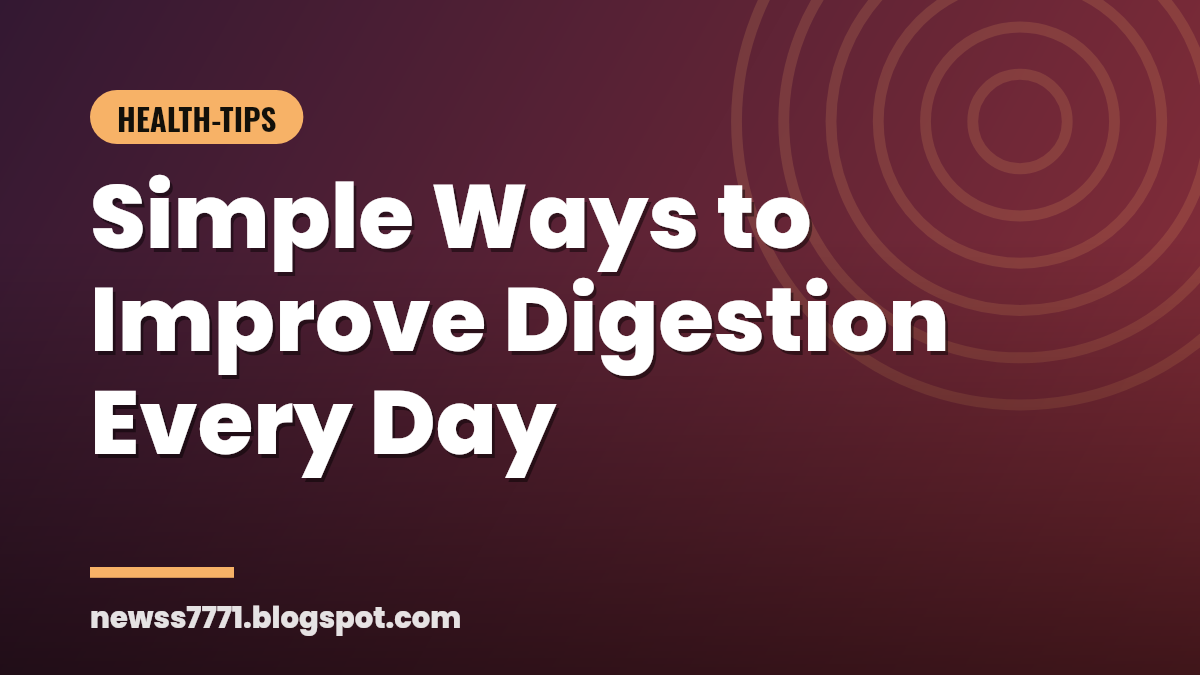 HEALTH-TIPS
Simple Ways to
Improve Digestion
Every Day
newss7771.blogspot.com